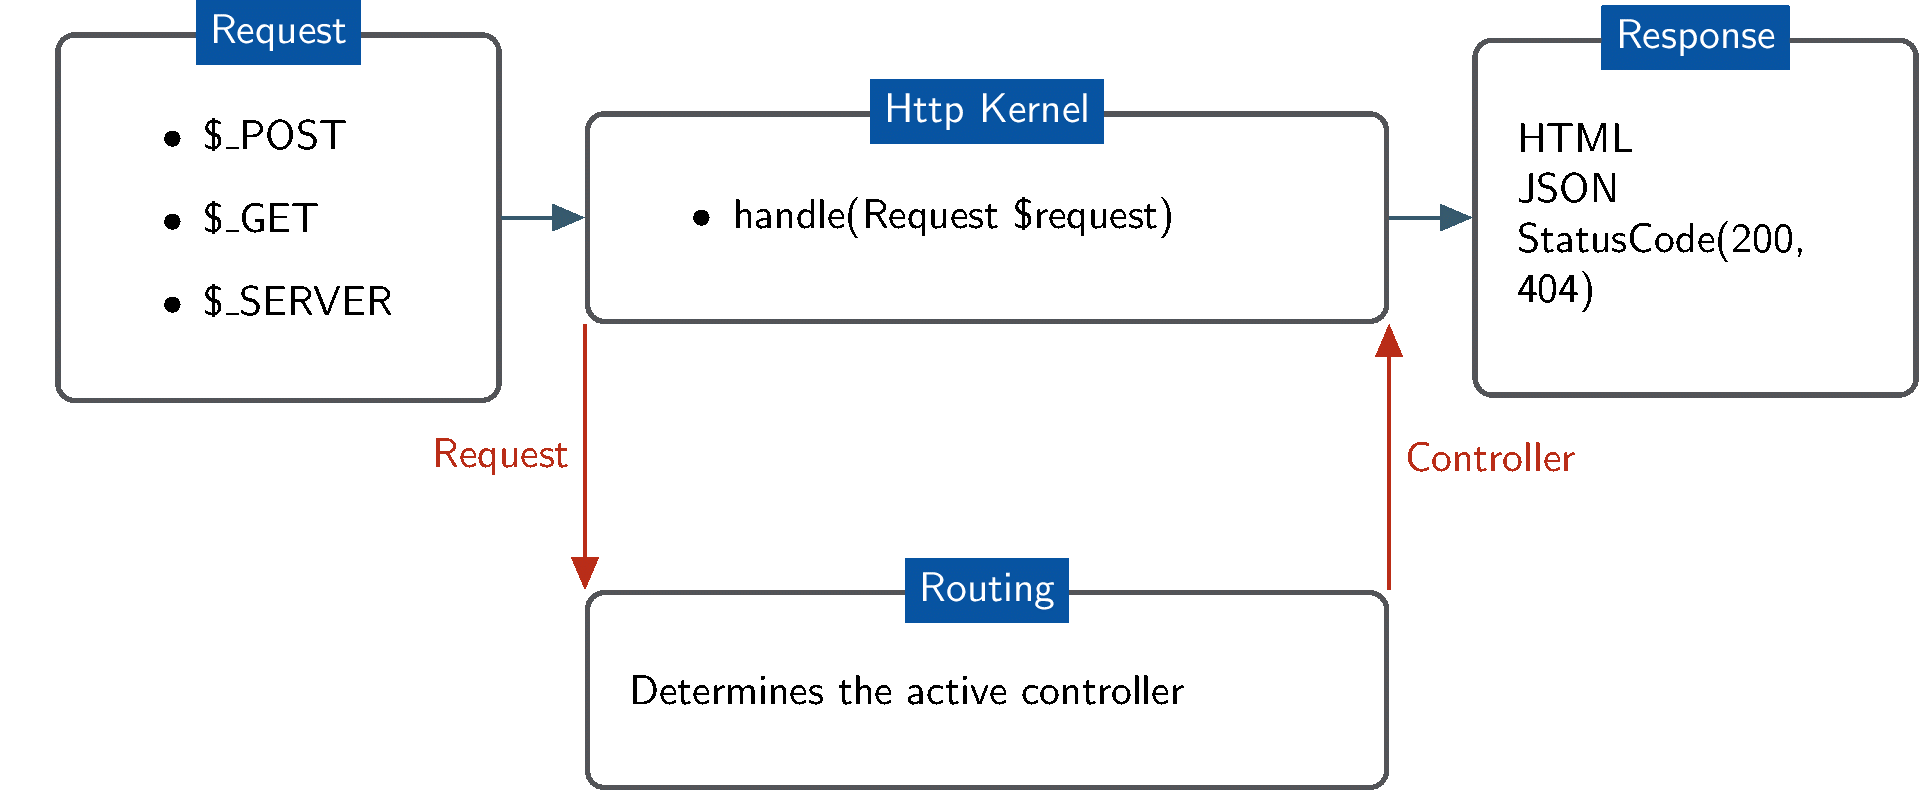 Request
• $_POST
• $_GET
• $_SERVER
Http Kernel
• handle(Request $request)
Response
HTML
JSON
StatusCode(200,
404)
Request
Controller
Routing
Determines the active controller